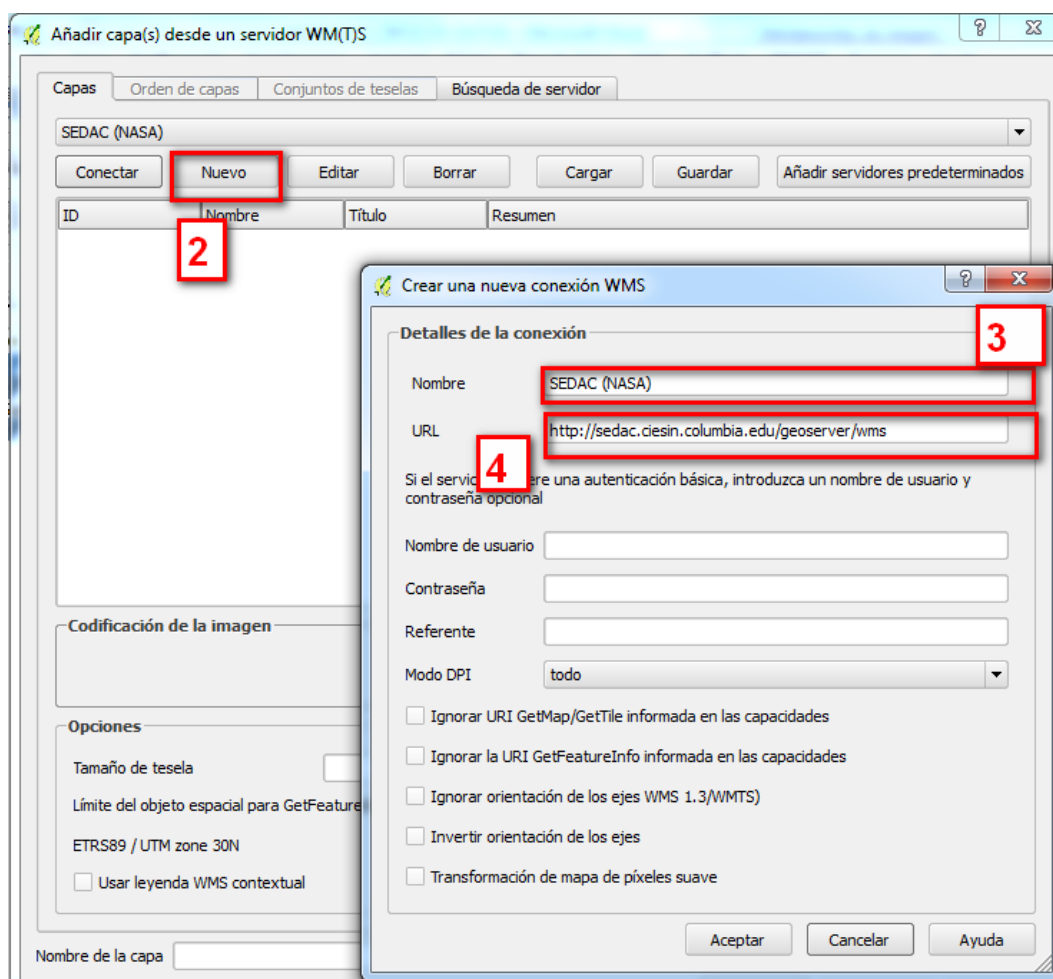 Añadir capa(s) desde un servidor WM(T)S
Capas
Orden de capas
Conjuntos de teselas
Búsqueda de servidor
SEDAC (NASA)
Conectar
Nuevo
Editar
Borrar
Cargar
Guardar
Añadir servidores predeterminados
ID
Nombre
Título
Resumen
2
Crear una nueva conexión WMS
Detalles de la conexión
3
Nombre
SEDAC (NASA)
URL
http://sedac.ciesin.columbia.edu/geoserver/wms
4
Si el servic ere una autenticación básica, introduzca un nombre de usuario y
contraseña opcional
Nombre de usuario
Contraseña
Referente
Modo DPI
todo
Ignorar URI GetMap/GetTile informada en las capacidades
Ignorar la URI GetFeatureInfo informada en las capacidades
Ignorar orientación de los ejes WMS 1.3/WMTS)
Invertir orientación de los ejes
Transformación de mapa de píxeles suave
Aceptar
Cancelar
Ayuda
Codificación de la imagen
Opciones
Tamaño de tesela
Límite del objeto espacial para GetFeature
ETRS89 / UTM zone 30N
Usar leyenda WMS contextual
Nombre de la capa